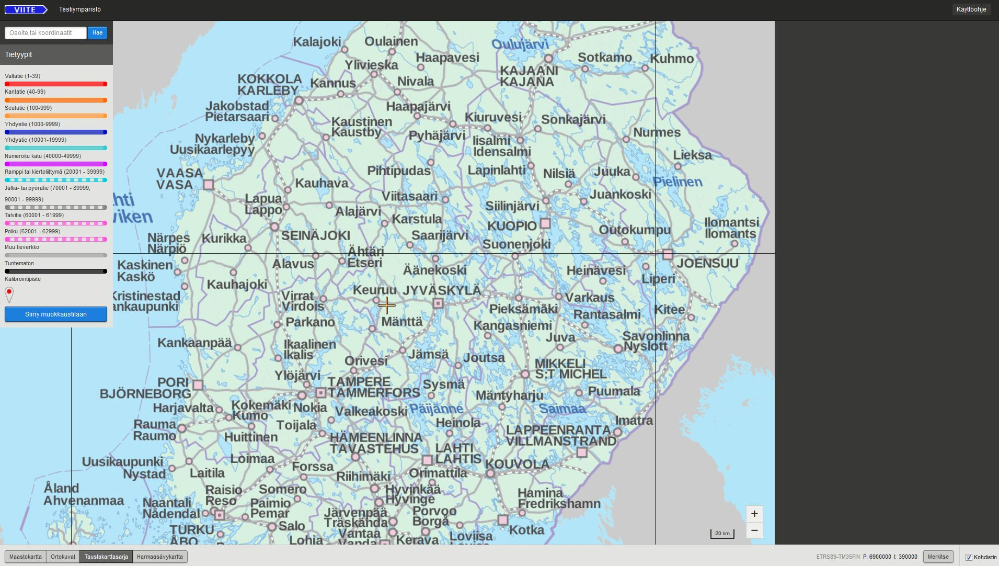 VIITE
Testiympäristö
Käyttöohje
Osoite tai koordinaatit
Hae
Tietyypit
Valtatie (1-39)
Kantatie (40-99)
Seututie (100-999)
Yhdystie (1000-9999)
Yhdystie (10001-19999)
Numeroitu katu (40000-49999)
Ramppi tai kiertoliittymä (20001 - 39999)
Jalka- tai pyörätie (70001 - 89999,
90001 - 99999)
Talvitie (60001 - 61999)
Polku (62001 - 62999)
Muu tieverkko
Tuntematon
Kalibrointipiste
Siirry muokkaustilaan
Kalajoki
Oulainen
Oulujärvi
Haapavesi
Sotkamo
Kuhmo
Ylivieska
KAJAANI
KAJANA
KOKKOLA
KARLEBY
Kannus
Nivala
Jakobstad
Pietarsaari
Haapajärvi
Kiuruvesi
Sonkajärvi
Kaustinen
Kaustby
Pyhäjärvi
Nurmes
Nykarleby
Uusikaarlepyy
Iisalmi
Idensalmi
Lieksa
VAASA
VASA
Pihtipudas
Lapinlahti
Nilsiä
Juuka
Pielinen
Kauhava
Lapua
Lappo
Viitasaari
Siilinjärvi
Juankoski
hti
viken
Alajärvi
Karstula
KUOPIO
Ilomantsi
Ilomants
Outokumpu
Närpes
Närpiö
Kurikka
SEINÄJOKI
Saarijärvi
Suonenjoki
Ähtäri
Etseri
Alavus
JOENSUU
Kaskinen
Kaskö
Äänekoski
Heinävesi
Liperi
Kauhajoki
Keuruu
JYVÄSKYLÄ
Kristinestad
ankaupunki
Virrat
Virdois
Varkaus
Pieksämäki
Rantasalmi
Kitee
Parkano
Mänttä
Kangasniemi
Juva
Savonlinna
Nyslott
Kankaanpää
Ikaalinen
Ikalis
Jämsä
Joutsa
Orivesi
MIKKELI
S:T MICHEL
Ylöjärvi
PORI
BJÖRNEBORG
TAMPERE
TAMMERFORS
Sysmä
Mäntyharju
Puumala
Harjavalta
Kokemäki
Kumo
Nokia
Valkeakoski
Päijänne
Saimaa
Rauma
Raumo
Toijala
Heinola
Imatra
Huittinen
HÄMEENLINNA
TAVASTEHUS
LAPPEENRANTA
VILLMANSTRAND
LAHTI
LAHTIS
KOUVOLA
Uusikaupunki
Nystad
Loimaa
Forssa
Laitila
Riihimäki
Orimattila
Åland
Ahvenanmaa
Raisio
Reso
Somero
Hyvinkää
Hyvinge
Hamina
Fredrikshamn
Naantali
Nådendal
Paimio
Pemar
Järvenpää
Träskända
Porvoo
Borgå
Salo
Kotka
TURKU
ÅBO
Vantaa
Vanda
Lohja
Kerava
Loviisa
20 km
+
−
Maastokartta
Ortokuvat
Taustakarttasarja
Harmaasävykartta
ETRS89-TM35FIN P: 6900000 I: 390000
Merkitse
Kohdistin